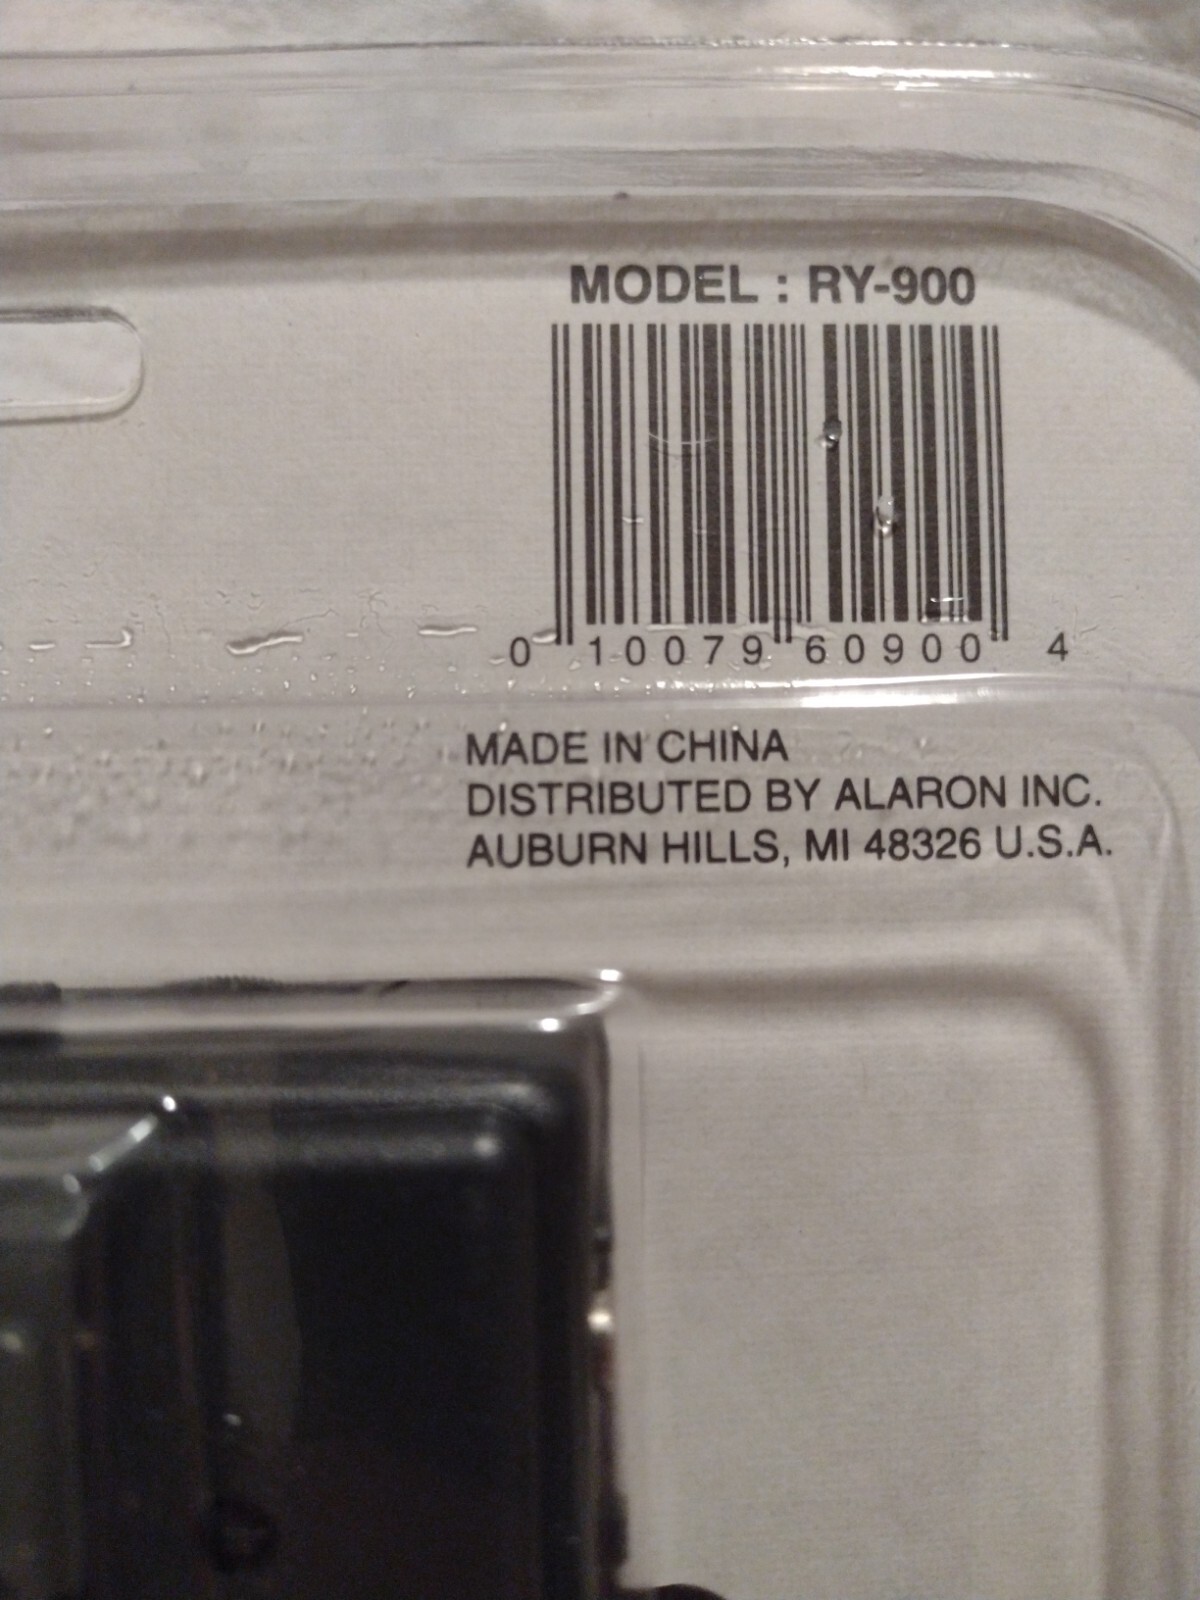 MODEL : RY-900
0 10079 60900 4
MADE IN CHINA
DISTRIBUTED BY ALARON INC.
AUBURN HILLS, MI 48326 U.S.A.